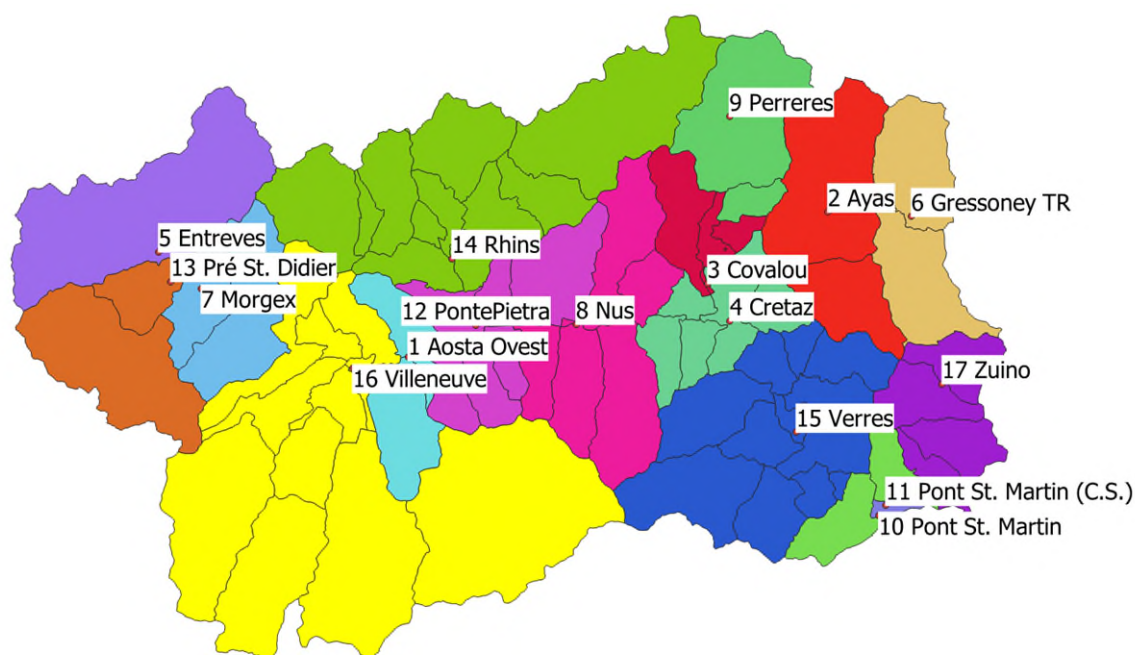 9 Perreres
2 Ayas
6 Gressoney TR
5 Entreves
14 Rhins
13 Pré St. Didier
3 Covalou
7 Morgex
12 PontePietra
8 Nus
4 Cretaz
1 Aosta Ovest
16 Villeneuve
17 Zuino
15 Verres
11 Pont St. Martin (C.S.)
10 Pont St. Martin